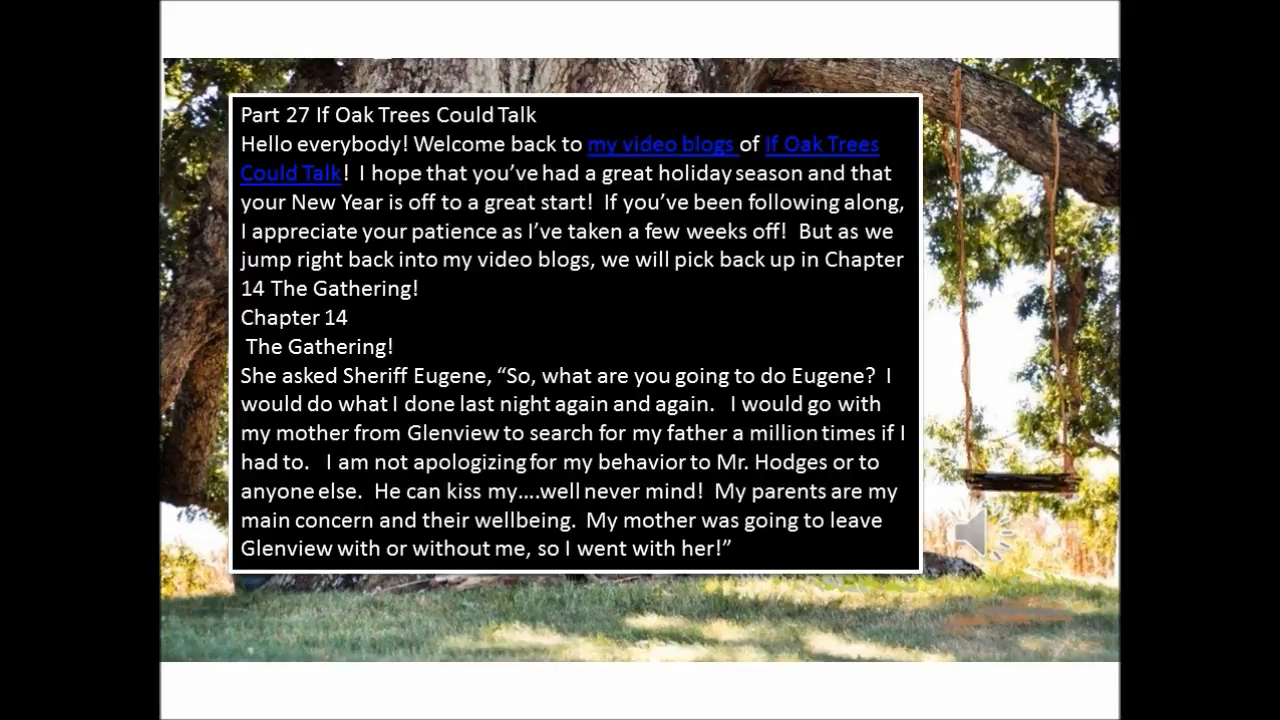 Part 27 If Oak Trees Could Talk
Hello everybody! Welcome back to my video blogs of If Oak Trees
Could Talk!  I hope that you’ve had a great holiday season and that
your New Year is off to a great start!  If you’ve been following along,
I appreciate your patience as I’ve taken a few weeks off!  But as we
jump right back into my video blogs, we will pick back up in Chapter
14 The Gathering!
Chapter 14
The Gathering!
She asked Sheriff Eugene, “So, what are you going to do Eugene?  I
would do what I done last night again and again.   I would go with
my mother from Glenview to search for my father a million times if I
had to.   I am not apologizing for my behavior to Mr. Hodges or to
anyone else.  He can kiss my....well never mind!  My parents are my
main concern and their wellbeing.  My mother was going to leave
Glenview with or without me, so I went with her!”